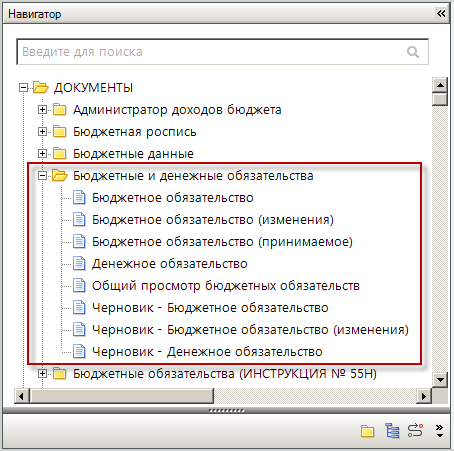 Навигатор
Введите для поиска
ДОКУМЕНТЫ
Администратор доходов бюджета
Бюджетная роспись
Бюджетные данные
Бюджетные и денежные обязательства
Бюджетное обязательство
Бюджетное обязательство (изменения)
Бюджетное обязательство (принимаемое)
Денежное обязательство
Общий просмотр бюджетных обязательств
Черновик - Бюджетное обязательство
Черновик - Бюджетное обязательство (изменения)
Черновик - Денежное обязательство
Бюджетные обязательства (ИНСТРУКЦИЯ № 55Н)